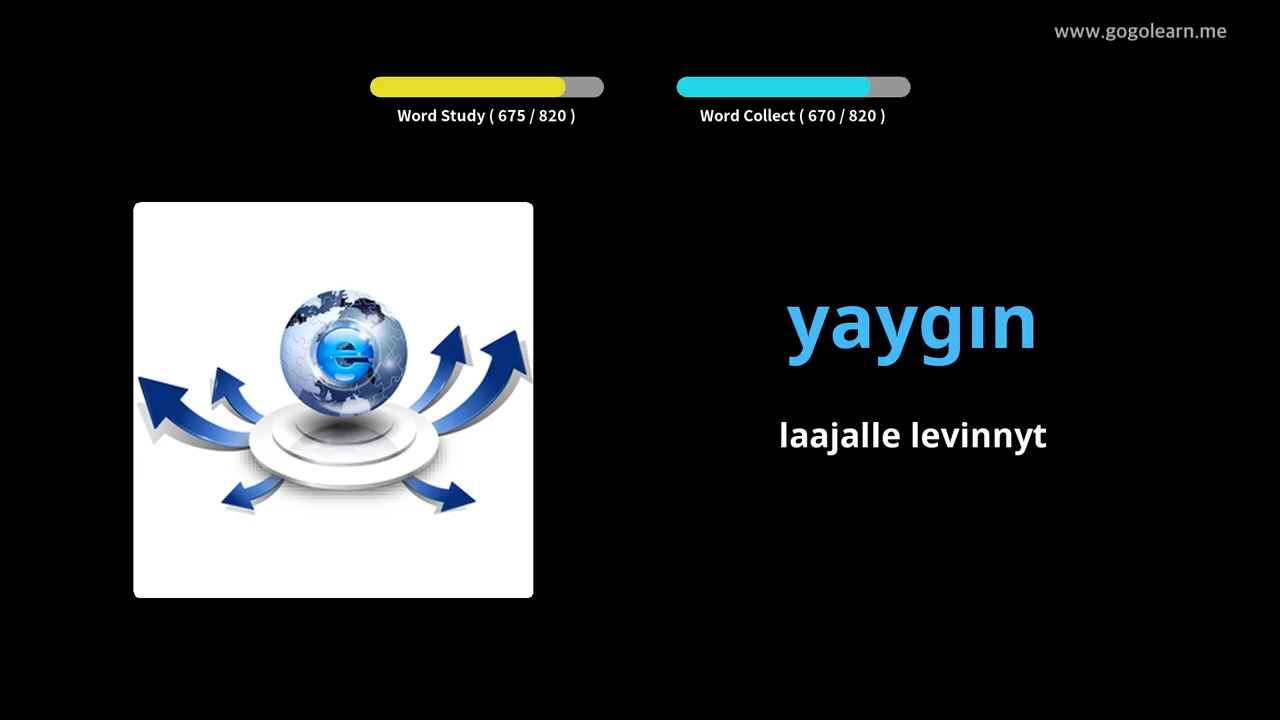 www.gogolearn.me
Word Study ( 675 / 820 )
Word Collect ( 670 / 820 )
e
yaygın
laajalle levinnyt